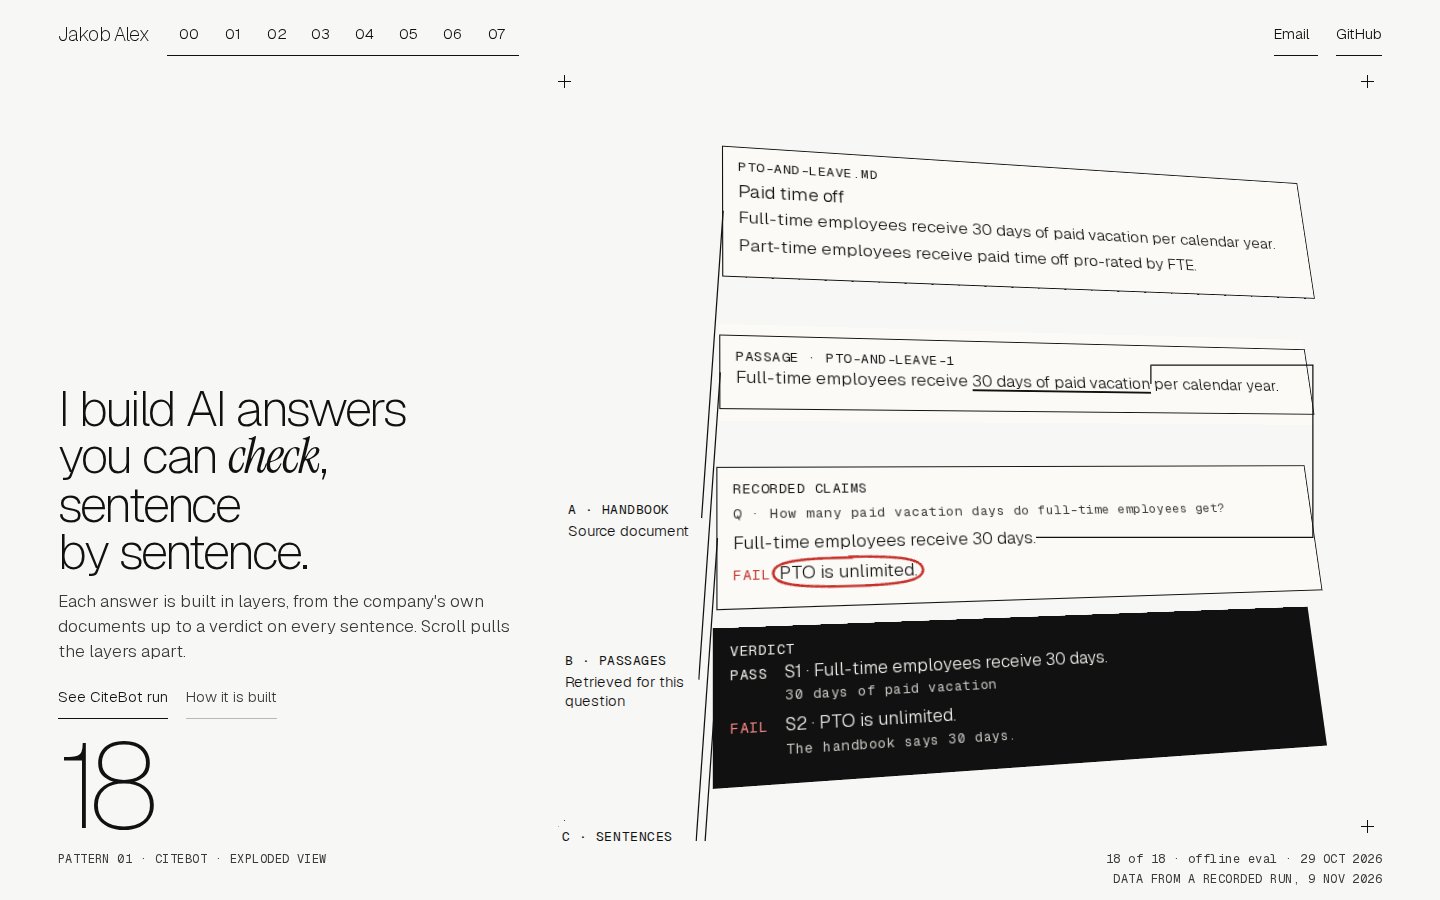 Jakob Alex
00 01 02 03 04 05 06 07
Email GitHub
I build AI answers
you can check,
sentence
by sentence.
Each answer is built in layers, from the company's own
documents up to a verdict on every sentence. Scroll pulls
the layers apart.
See CiteBot run How it is built
18
PATTERN 01 · CITEBOT · EXPLODED VIEW
A · HANDBOOK
Source document
B · PASSAGES
Retrieved for this
question
C · SENTENCES
PTO-AND-LEAVE.MD
Paid time off
Full-time employees receive 30 days of paid vacation per calendar year.
Part-time employees receive paid time off pro-rated by FTE.
PASSAGE · PTO-AND-LEAVE-1
Full-time employees receive 30 days of paid vacation per calendar year.
RECORDED CLAIMS
Q · How many paid vacation days do full-time employees get?
Full-time employees receive 30 days.
FAIL PTO is unlimited.
VERDICT
PASS S1 · Full-time employees receive 30 days.
30 days of paid vacation
FAIL S2 · PTO is unlimited.
The handbook says 30 days.
18 of 18 · offline eval · 29 OCT 2026
DATA FROM A RECORDED RUN, 9 NOV 2026